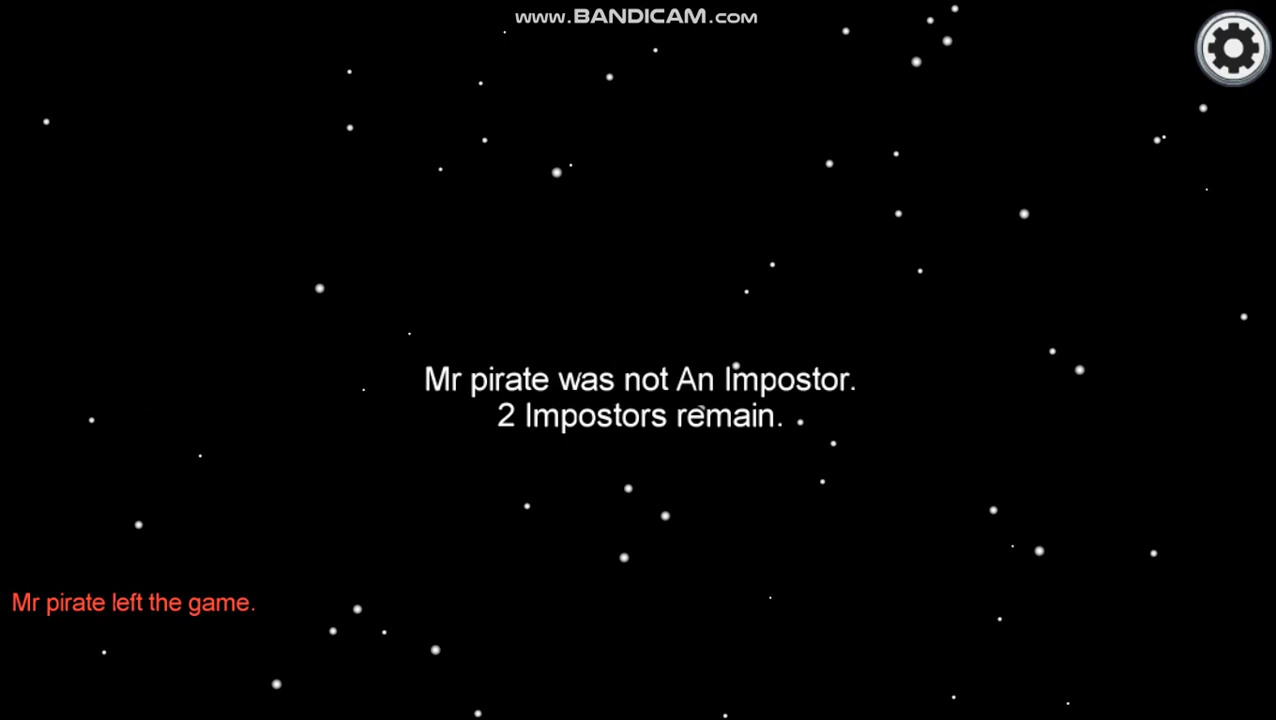 www.BANDICAM.com
Mr pirate was not An Impostor.
2 Impostors remain.
Mr pirate left the game.